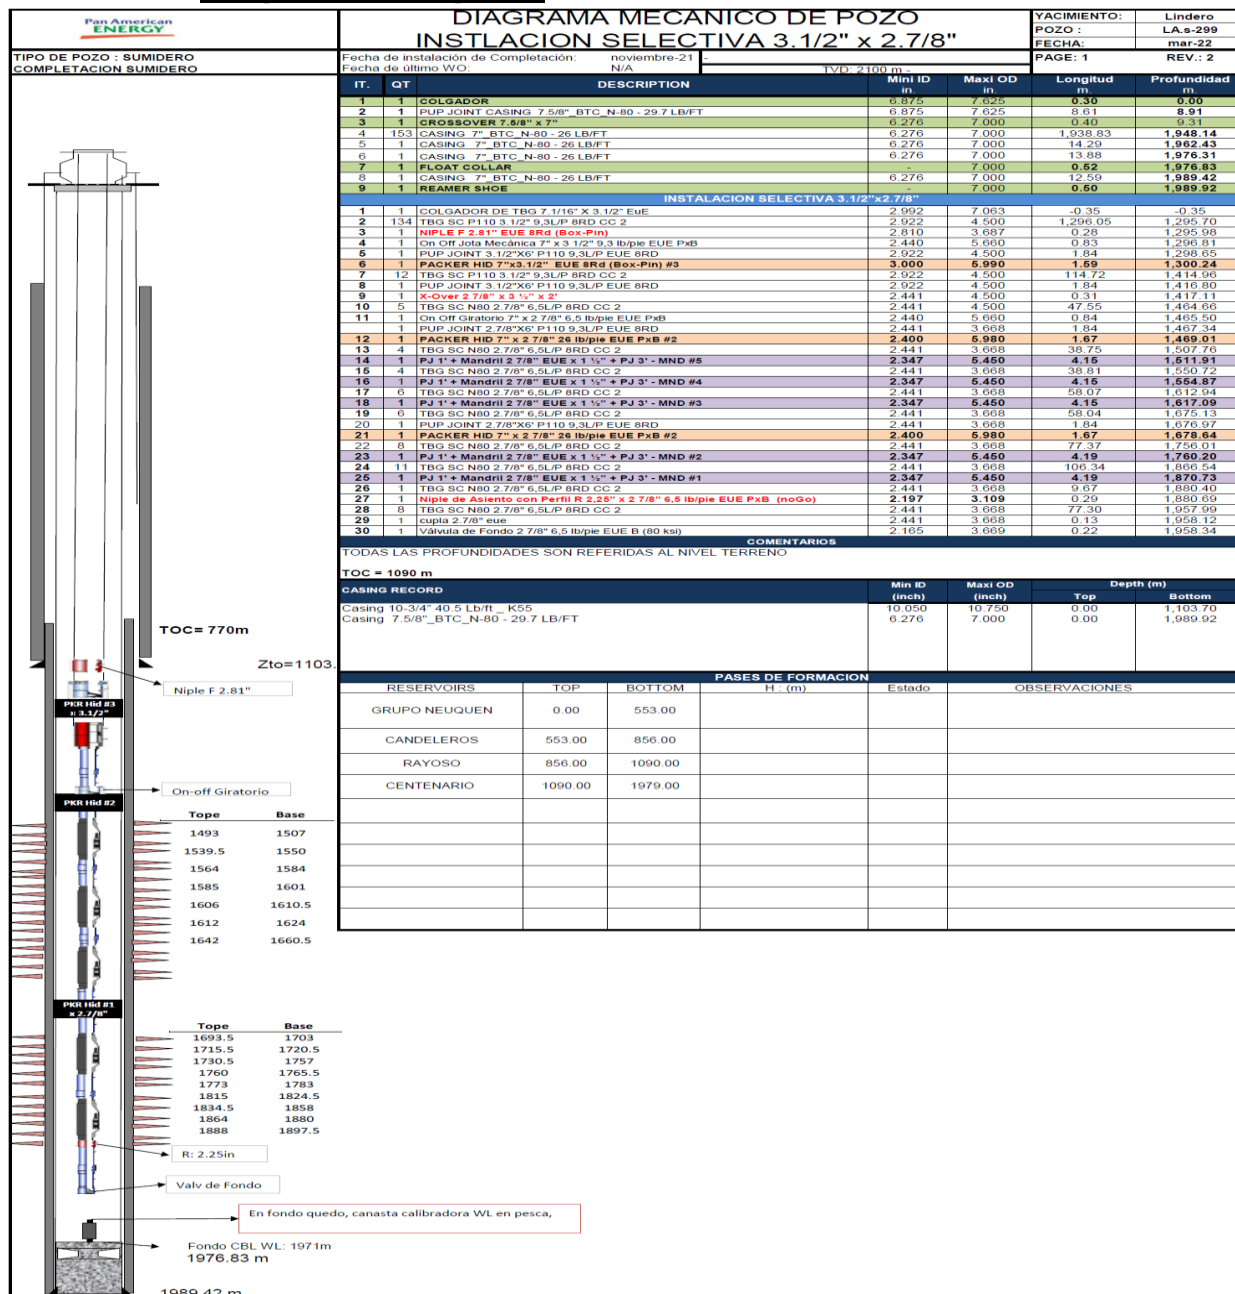 Pan American
ENERGY
DIAGRAMA MECANICO DE POZO
INSTLACION SELECTIVA 3.1/2" x 2.7/8"
YACIMIENTO: Lindero
POZO : LA.s-299
FECHA: mar-22
TIPO DE POZO : SUMIDERO
COMPLETACION SUMIDERO
Fecha de instalación de Completación: noviembre-21 -
Fecha de último WO: N/A TVD: 2100 m -
PAGE: 1 REV.: 2
IT. QT DESCRIPTION Mini ID in. Maxi OD in. Longitud m. Profundidad m.
1 1 COLGADOR 6.875 7.625 0.30 0.00
2 1 PUP JOINT CASING 7.5/8"_BTC_N-80 - 29.7 LB/FT 6.875 7.625 8.61 8.91
3 1 CROSSOVER 7.5/8" x 7" 6.276 7.000 0.40 9.31
4 153 CASING 7"_BTC_N-80 - 26 LB/FT 6.276 7.000 1,938.83 1,948.14
5 1 CASING 7"_BTC_N-80 - 26 LB/FT 6.276 7.000 14.29 1,962.43
6 1 CASING 7"_BTC_N-80 - 26 LB/FT 6.276 7.000 13.88 1,976.31
7 1 FLOAT COLLAR - 7.000 0.52 1,976.83
8 1 CASING 7"_BTC_N-80 - 26 LB/FT 6.276 7.000 12.59 1,989.42
9 1 REAMER SHOE - 7.000 0.50 1,989.92
INSTALACION SELECTIVA 3.1/2"x2.7/8"
1 1 COLGADOR DE TBG 7.1/16" X 3.1/2" EuE 2.992 7.063 -0.35 -0.35
2 134 TBG SC P110 3.1/2" 9,3L/P 8RD CC 2 2.922 4.500 1,296.05 1,295.70
3 1 NIPLE F 2.81" EUE 8Rd (Box-Pin) 2.810 3.687 0.28 1,295.98
4 1 On Off Jota Mecánica 7" x 3 1/2" 9,3 lb/pie EUE PxB 2.440 5.660 0.83 1,296.81
5 1 PUP JOINT 3.1/2"X6' P110 9,3L/P EUE 8RD 2.922 4.500 1.84 1,298.65
6 1 PACKER HID 7"x3.1/2" EUE 8Rd (Box-Pin) #3 3.000 5.990 1.59 1,300.24
7 12 TBG SC P110 3.1/2" 9,3L/P 8RD CC 2 2.922 4.500 114.72 1,414.96
8 1 PUP JOINT 3.1/2"X6' P110 9,3L/P EUE 8RD 2.922 4.500 1.84 1,416.80
9 1 X-Over 2 7/8" x 3 ½" x 2' 2.441 4.500 0.31 1,417.11
10 5 TBG SC N80 2.7/8" 6,5L/P 8RD CC 2 2.441 4.500 47.55 1,464.66
11 1 On Off Giratorio 7" x 2 7/8" 6,5 lb/pie EUE PxB 2.440 5.660 0.84 1,465.50
1 PUP JOINT 2.7/8"X6' P110 9,3L/P EUE 8RD 2.441 3.668 1.84 1,467.34
12 1 PACKER HID 7" x 2 7/8" 26 lb/pie EUE PxB #2 2.400 5.980 1.67 1,469.01
13 4 TBG SC N80 2.7/8" 6,5L/P 8RD CC 2 2.441 3.668 38.75 1,507.76
14 1 PJ 1' + Mandril 2 7/8" EUE x 1 ½" + PJ 3' - MND #5 2.347 5.450 4.15 1,511.91
15 4 TBG SC N80 2.7/8" 6,5L/P 8RD CC 2 2.441 3.668 38.81 1,550.72
16 1 PJ 1' + Mandril 2 7/8" EUE x 1 ½" + PJ 3' - MND #4 2.347 5.450 4.15 1,554.87
17 6 TBG SC N80 2.7/8" 6,5L/P 8RD CC 2 2.441 3.668 58.07 1,612.94
18 1 PJ 1' + Mandril 2 7/8" EUE x 1 ½" + PJ 3' - MND #3 2.347 5.450 4.15 1,617.09
19 6 TBG SC N80 2.7/8" 6,5L/P 8RD CC 2 2.441 3.668 58.04 1,675.13
20 1 PUP JOINT 2.7/8"X6' P110 9,3L/P EUE 8RD 2.441 3.668 1.84 1,676.97
21 1 PACKER HID 7" x 2 7/8" 26 lb/pie EUE PxB #2 2.400 5.980 1.67 1,678.64
22 8 TBG SC N80 2.7/8" 6,5L/P 8RD CC 2 2.441 3.668 77.37 1,756.01
23 1 PJ 1' + Mandril 2 7/8" EUE x 1 ½" + PJ 3' - MND #2 2.347 5.450 4.19 1,760.20
24 11 TBG SC N80 2.7/8" 6,5L/P 8RD CC 2 2.441 3.668 106.34 1,866.54
25 1 PJ 1' + Mandril 2 7/8" EUE x 1 ½" + PJ 3' - MND #1 2.347 5.450 4.19 1,870.73
26 1 TBG SC N80 2.7/8" 6,5L/P 8RD CC 2 2.441 3.668 9.67 1,880.40
27 1 Niple de Asiento con Perfil R 2,25" x 2 7/8" 6,5 lb/pie EUE PxB (noGo) 2.197 3.109 0.29 1,880.69
28 8 TBG SC N80 2.7/8" 6,5L/P 8RD CC 2 2.441 3.668 77.30 1,957.99
29 1 cupla 2.7/8" eue 2.441 3.668 0.13 1,958.12
30 1 Válvula de Fondo 2 7/8" 6,5 lb/pie EUE B (80 ksi) 2.165 3.669 0.22 1,958.34
COMENTARIOS
TODAS LAS PROFUNDIDADES SON REFERIDAS AL NIVEL TERRENO
TOC = 1090 m
CASING RECORD Min ID (inch) Maxi OD (inch) Depth (m) Top Bottom
Casing 10-3/4" 40.5 Lb/ft _ K55 10.050 10.750 0.00 1,103.70
Casing 7.5/8"_BTC_N-80 - 29.7 LB/FT 6.276 7.000 0.00 1,989.92
PASES DE FORMACION
RESERVOIRS TOP BOTTOM H : (m) Estado OBSERVACIONES
GRUPO NEUQUEN 0.00 553.00
CANDELEROS 553.00 856.00
RAYOSO 856.00 1090.00
CENTENARIO 1090.00 1979.00
TOC= 770m
Zto=1103.
Niple F 2.81"
PKR Hid #3
x 3.1/2"
On-off Giratorio
PKR Hid #2
Tope Base
1493 1507
1539.5 1550
1564 1584
1585 1601
1606 1610.5
1612 1624
1642 1660.5
PKR Hid #1
x 2.7/8"
Tope Base
1693.5 1703
1715.5 1720.5
1730.5 1757
1760 1765.5
1773 1783
1815 1824.5
1834.5 1858
1864 1880
1888 1897.5
R: 2.25in
Valv de Fondo
En fondo quedo, canasta calibradora WL en pesca,
Fondo CBL WL: 1971m
1976.83 m
1989.42 m